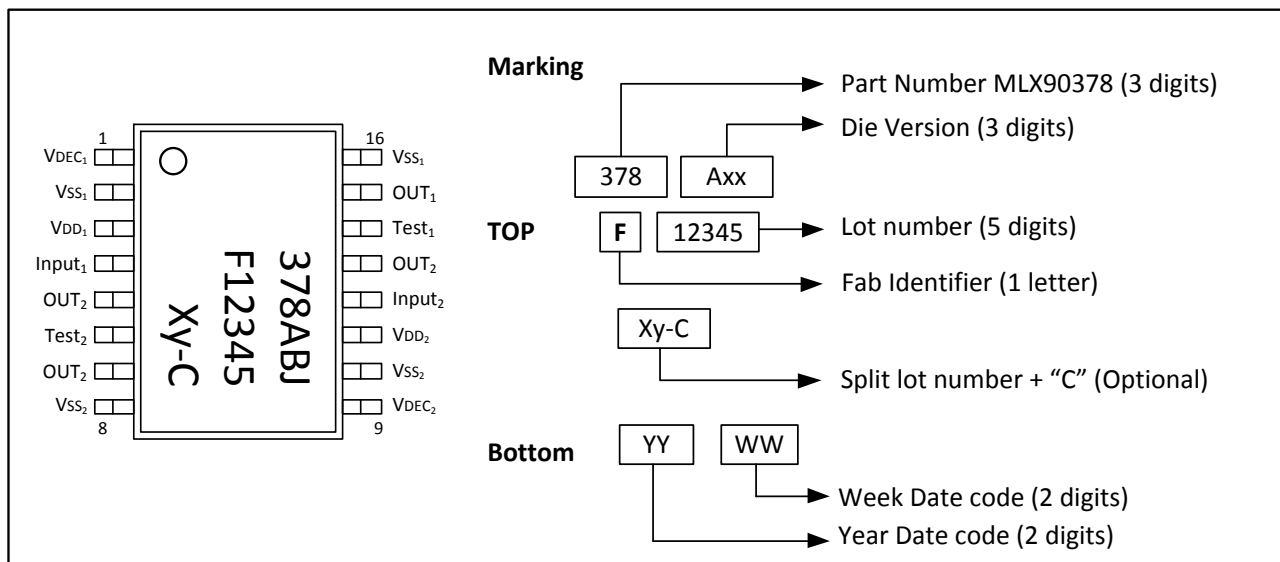 1
VDEC₁
VSS₁
VDD₁
Input₁
OUT₂
Test₂
OUT₂
VSS₂
8
378ABJ
F12345
Xy-C
16
VSS₁
OUT₁
Test₁
OUT₂
Input₂
VDD₂
VSS₂
VDEC₂
9
Marking
Part Number MLX90378 (3 digits)
Die Version (3 digits)
378 Axx
TOP F 12345 Lot number (5 digits)
Fab Identifier (1 letter)
Xy-C
Split lot number + “C” (Optional)
Bottom YY WW
Week Date code (2 digits)
Year Date code (2 digits)